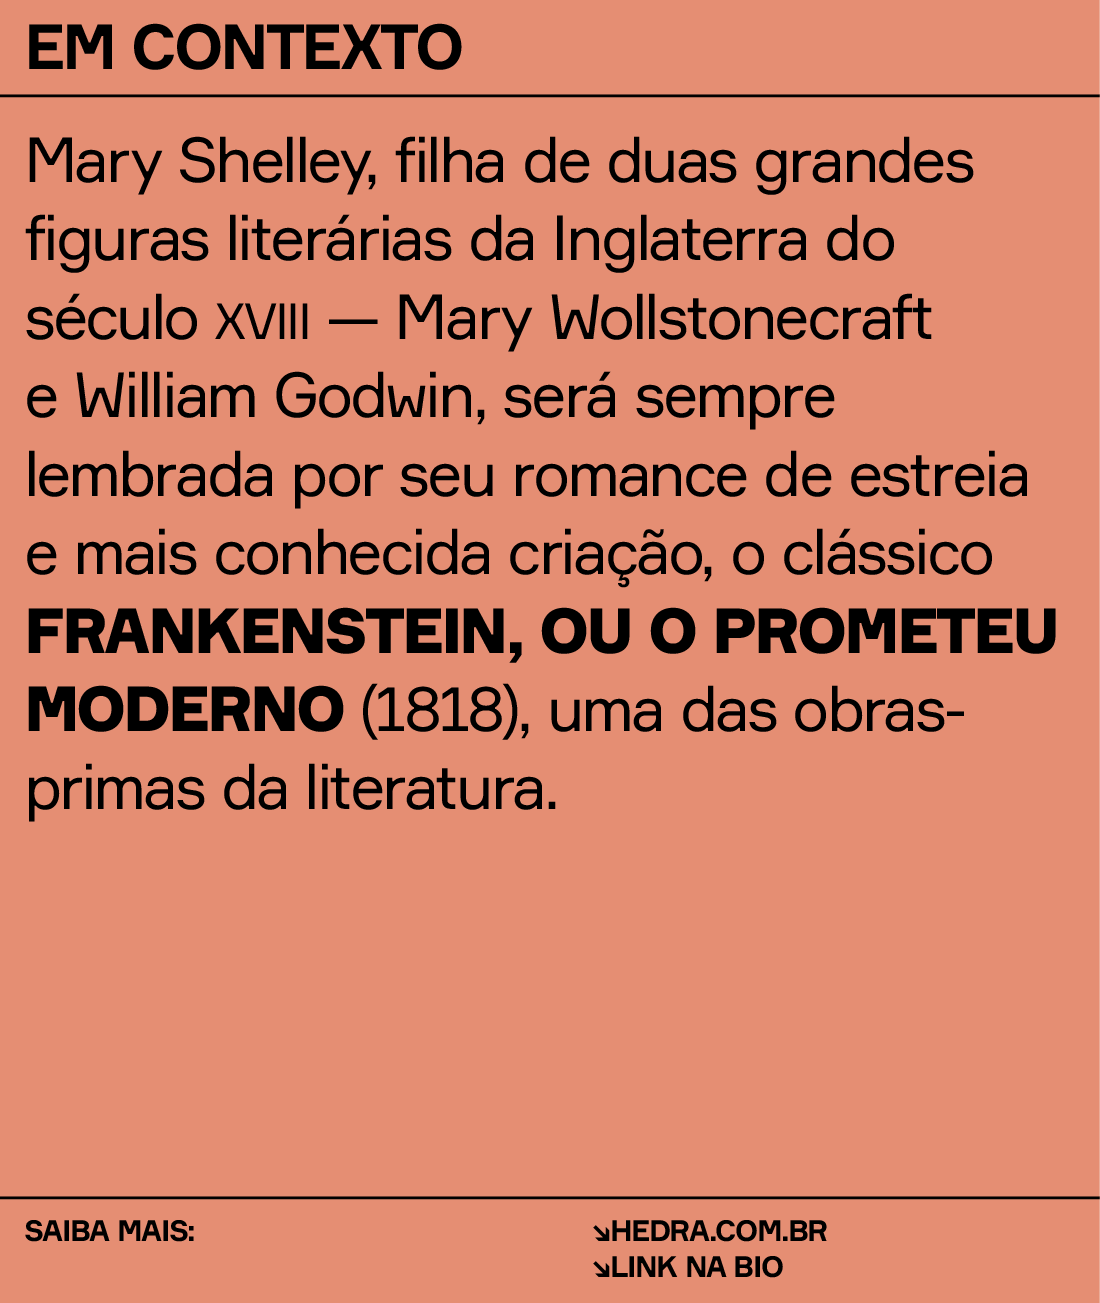 EM CONTEXTO
Mary Shelley, filha de duas grandes
figuras literárias da Inglaterra do
século XVIII — Mary Wollstonecraft
e William Godwin, será sempre
lembrada por seu romance de estreia
e mais conhecida criação, o clássico
FRANKENSTEIN, OU O PROMETEU
MODERNO (1818), uma das obras-
primas da literatura.
SAIBA MAIS:
↘HEDRA.COM.BR
↘LINK NA BIO